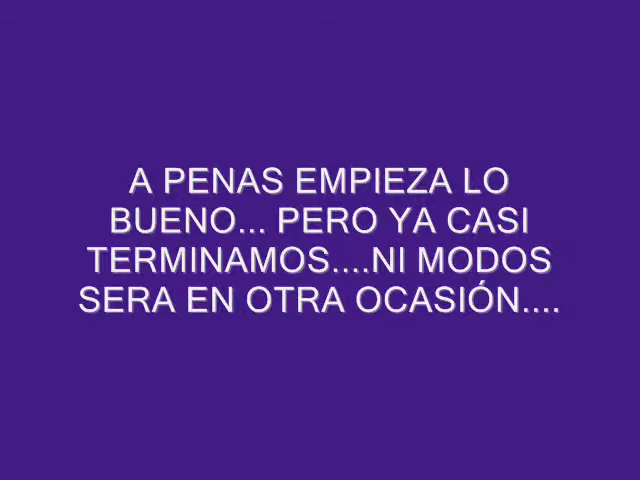 A PENAS EMPIEZA LO
BUENO... PERO YA CASI
TERMINAMOS....NI MODOS
SERA EN OTRA OCASIÓN....